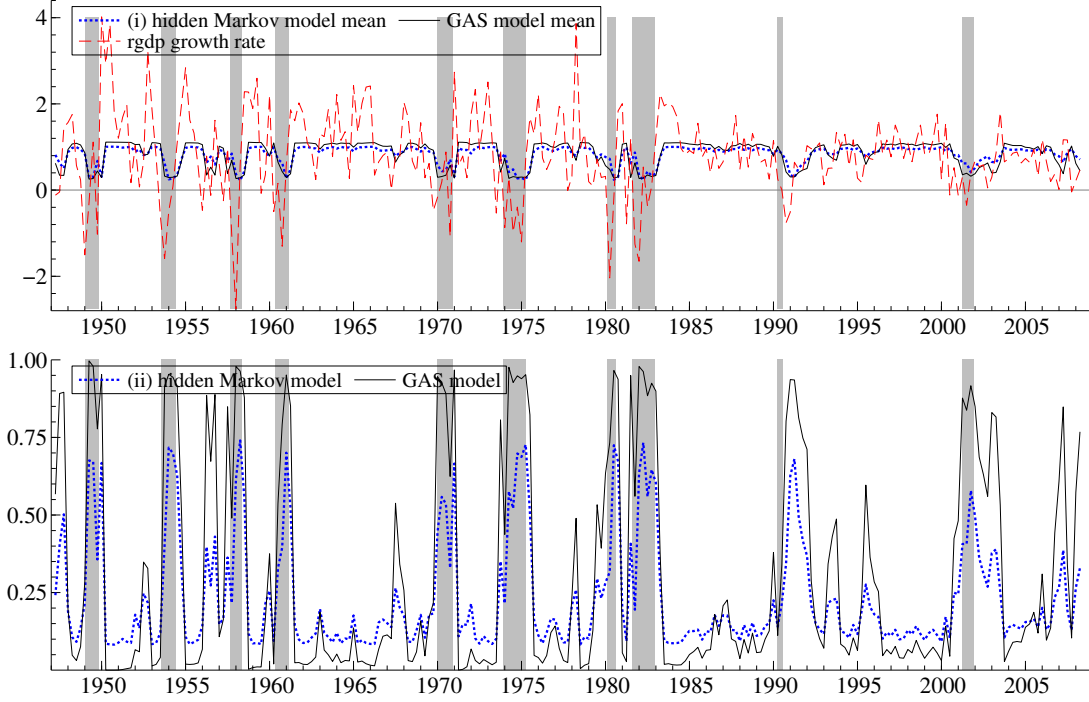 4
(i) hidden Markov model mean GAS model mean
rgdp growth rate
2
0
−2
1950 1955 1960 1965 1970 1975 1980 1985 1990 1995 2000 2005
1.00
(ii) hidden Markov model GAS model
0.75
0.50
0.25
1950 1955 1960 1965 1970 1975 1980 1985 1990 1995 2000 2005